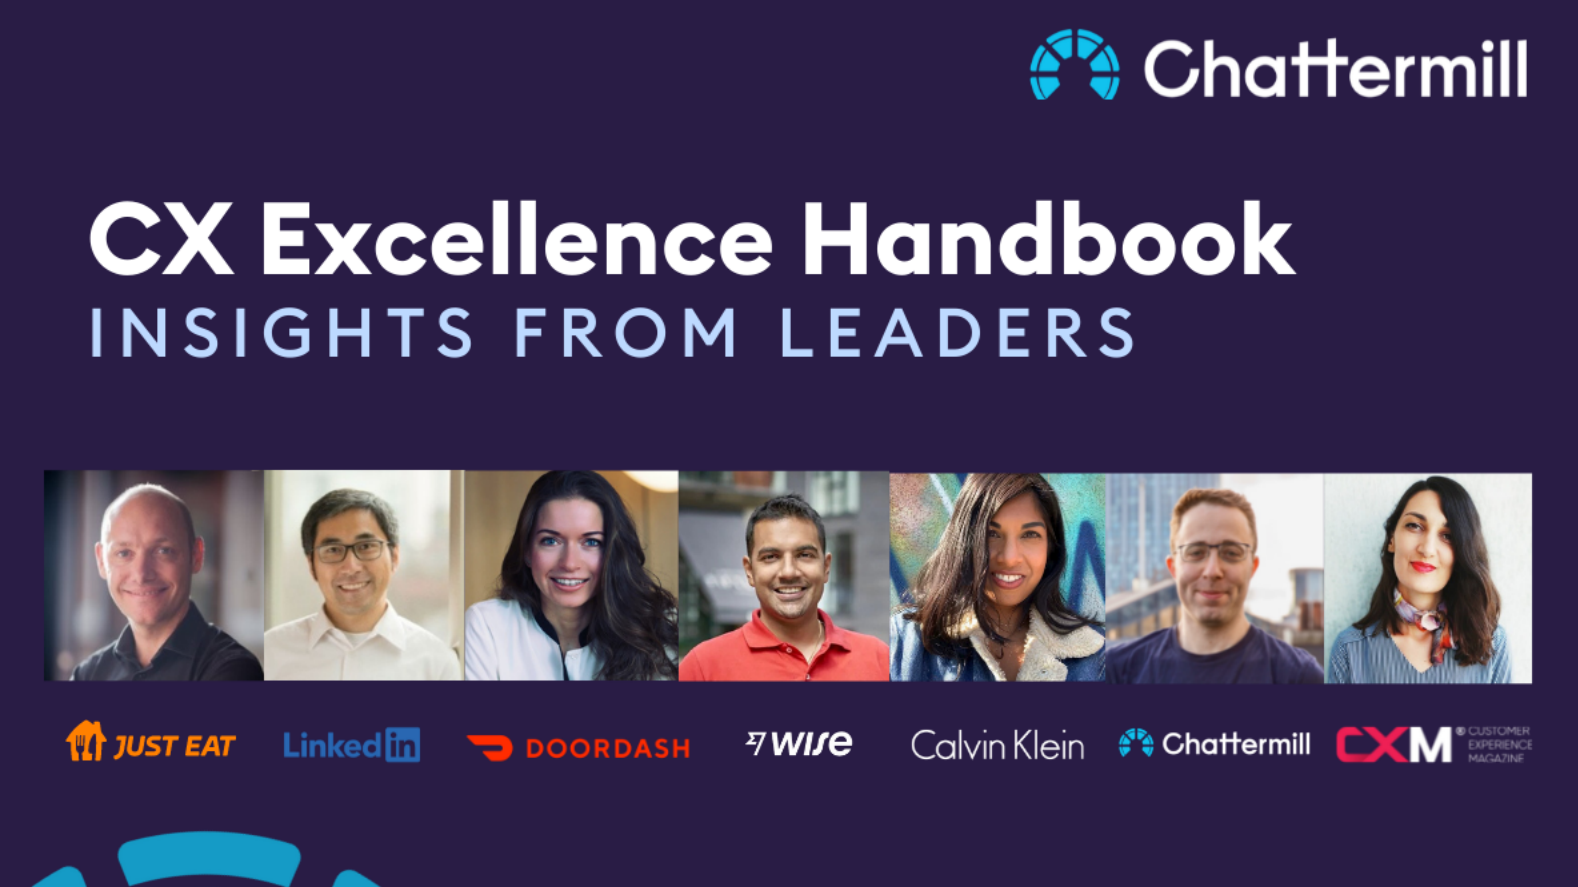 Chattermill
CX Excellence Handbook
INSIGHTS FROM LEADERS
JUST EAT
LinkedIn
DOORDASH
WISE
Calvin Klein
Chattermill
CXM® CUSTOMER
EXPERIENCE
MAGAZINE